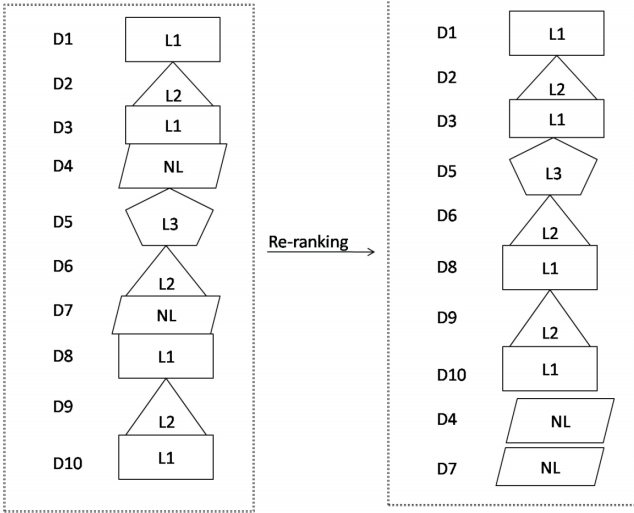 D1 L1
D2 L2
D3 L1
D4 NL
D5 L3
D6 L2
D7 NL
D8 L1
D9 L2
D10 L1
Re-ranking
D1 L1
D2 L2
D3 L1
D5 L3
D6 L2
D8 L1
D9 L2
D10 L1
D4 NL
D7 NL